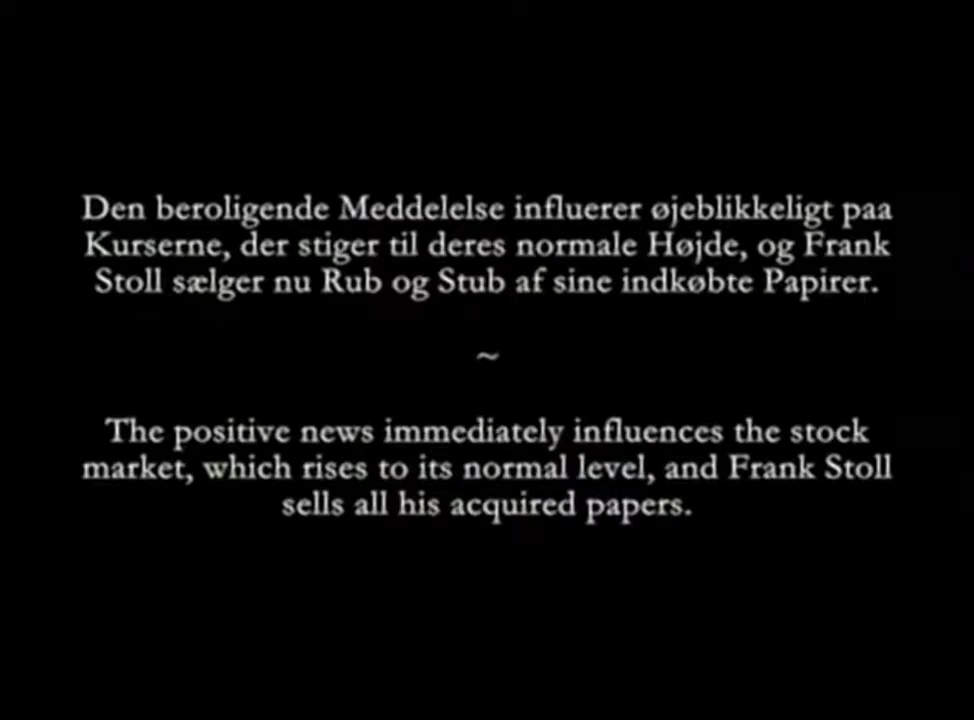 Den beroligende Meddelelse influerer øjeblikkeligt paa
Kurserne, der stiger til deres normale Højde, og Frank
Stoll sælger nu Rub og Stub af sine indkøbte Papirer.
~
The positive news immediately influences the stock
market, which rises to its normal level, and Frank Stoll
sells all his acquired papers.